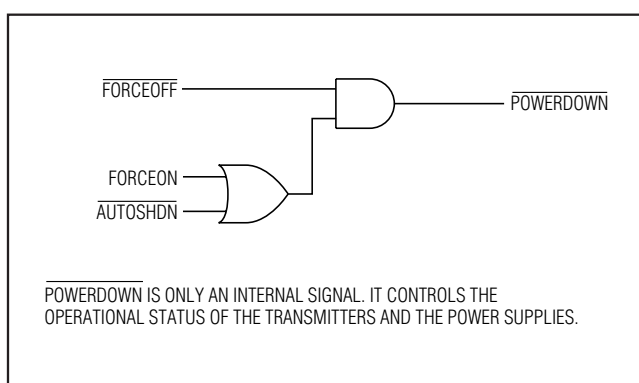 FORCEOFF
POWERDOWN
FORCEON
AUTOSHDN
POWERDOWN IS ONLY AN INTERNAL SIGNAL. IT CONTROLS THE
OPERATIONAL STATUS OF THE TRANSMITTERS AND THE POWER SUPPLIES.